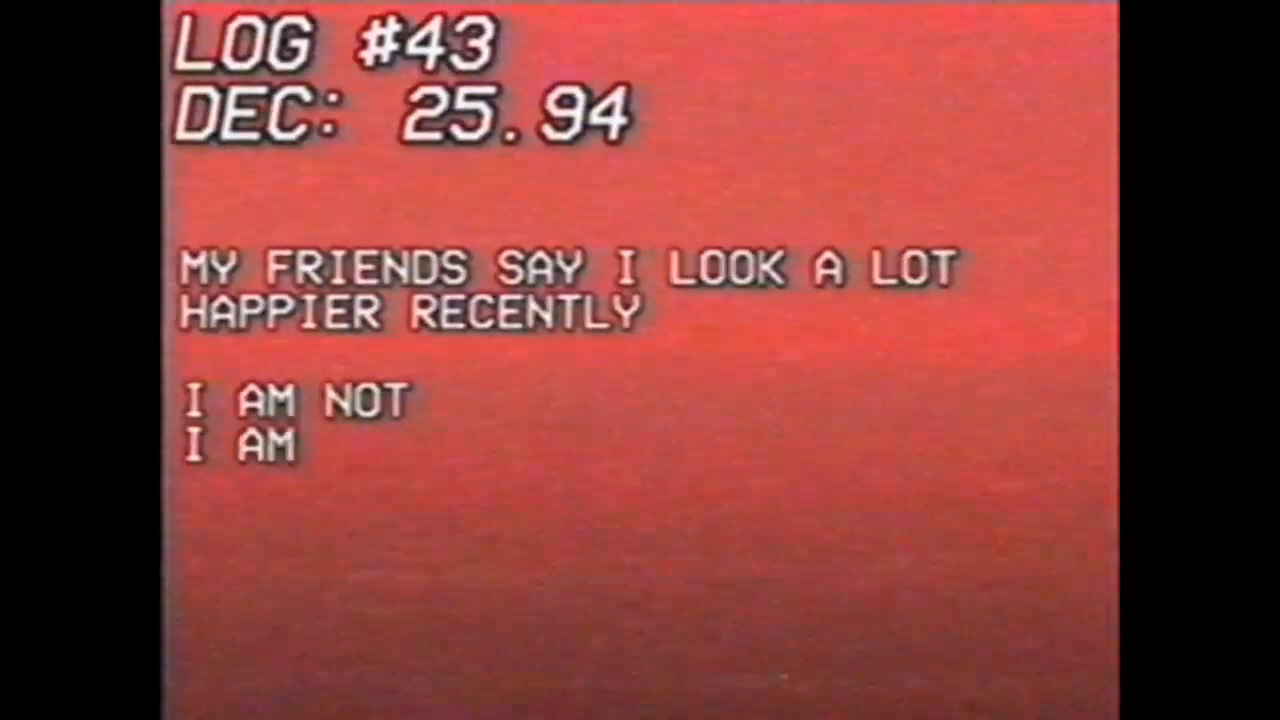 LOG #43
DEC: 25.94
MY FRIENDS SAY I LOOK A LOT
HAPPIER RECENTLY
I AM NOT
I AM